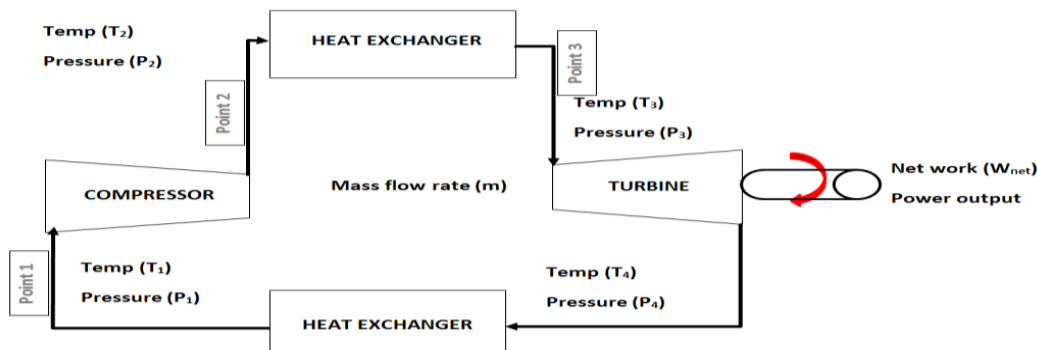 Temp (T₂)
Pressure (P₂)
HEAT EXCHANGER
Point 2
Point 3
Temp (T₃)
Pressure (P₃)
COMPRESSOR
Mass flow rate (m)
TURBINE
Net work (Wₙₑₜ)
Power output
Point 1
Temp (T₁)
Pressure (P₁)
HEAT EXCHANGER
Temp (T₄)
Pressure (P₄)